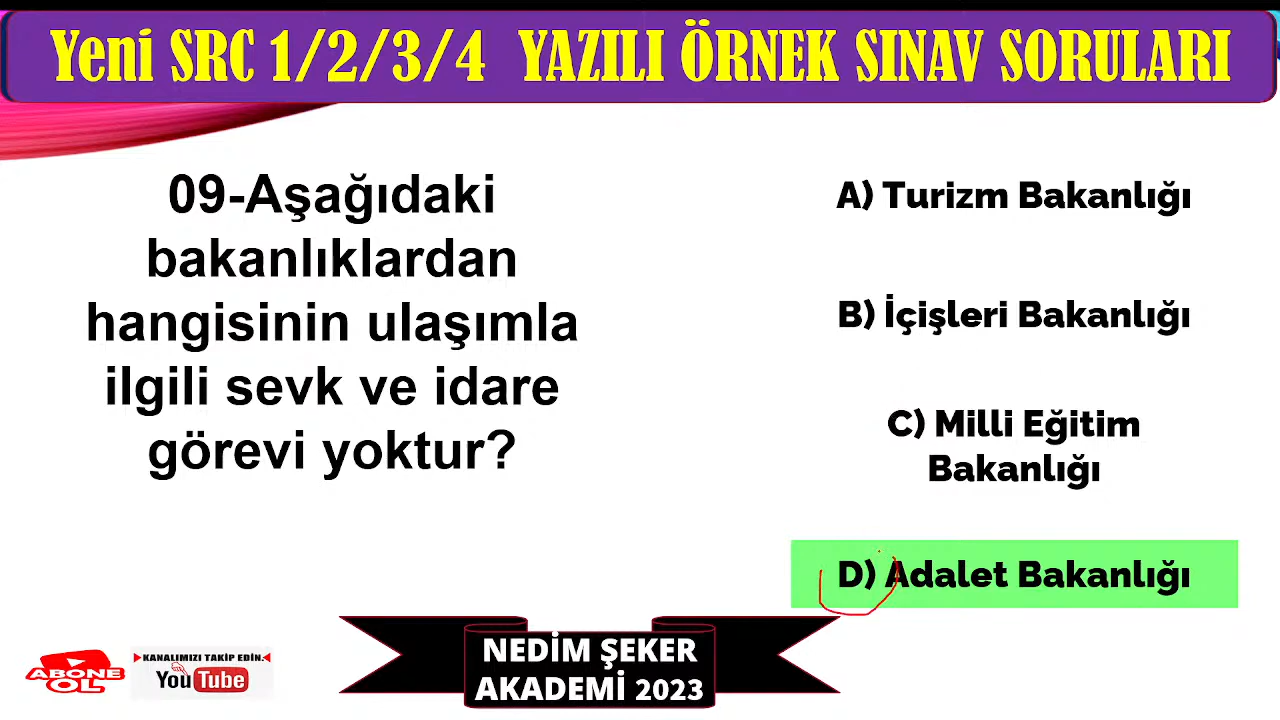 Yeni SRC 1/2/3/4 YAZILI ÖRNEK SINAV SORULARI
09-Aşağıdaki
bakanlıklardan
hangisinin ulaşımla
ilgili sevk ve idare
görevi yoktur?
A) Turizm Bakanlığı
B) İçişleri Bakanlığı
C) Milli Eğitim
Bakanlığı
D) Adalet Bakanlığı
ABONE
OL
KANALIMIZI TAKİP EDİN.
YouTube
NEDİM ŞEKER
AKADEMİ 2023